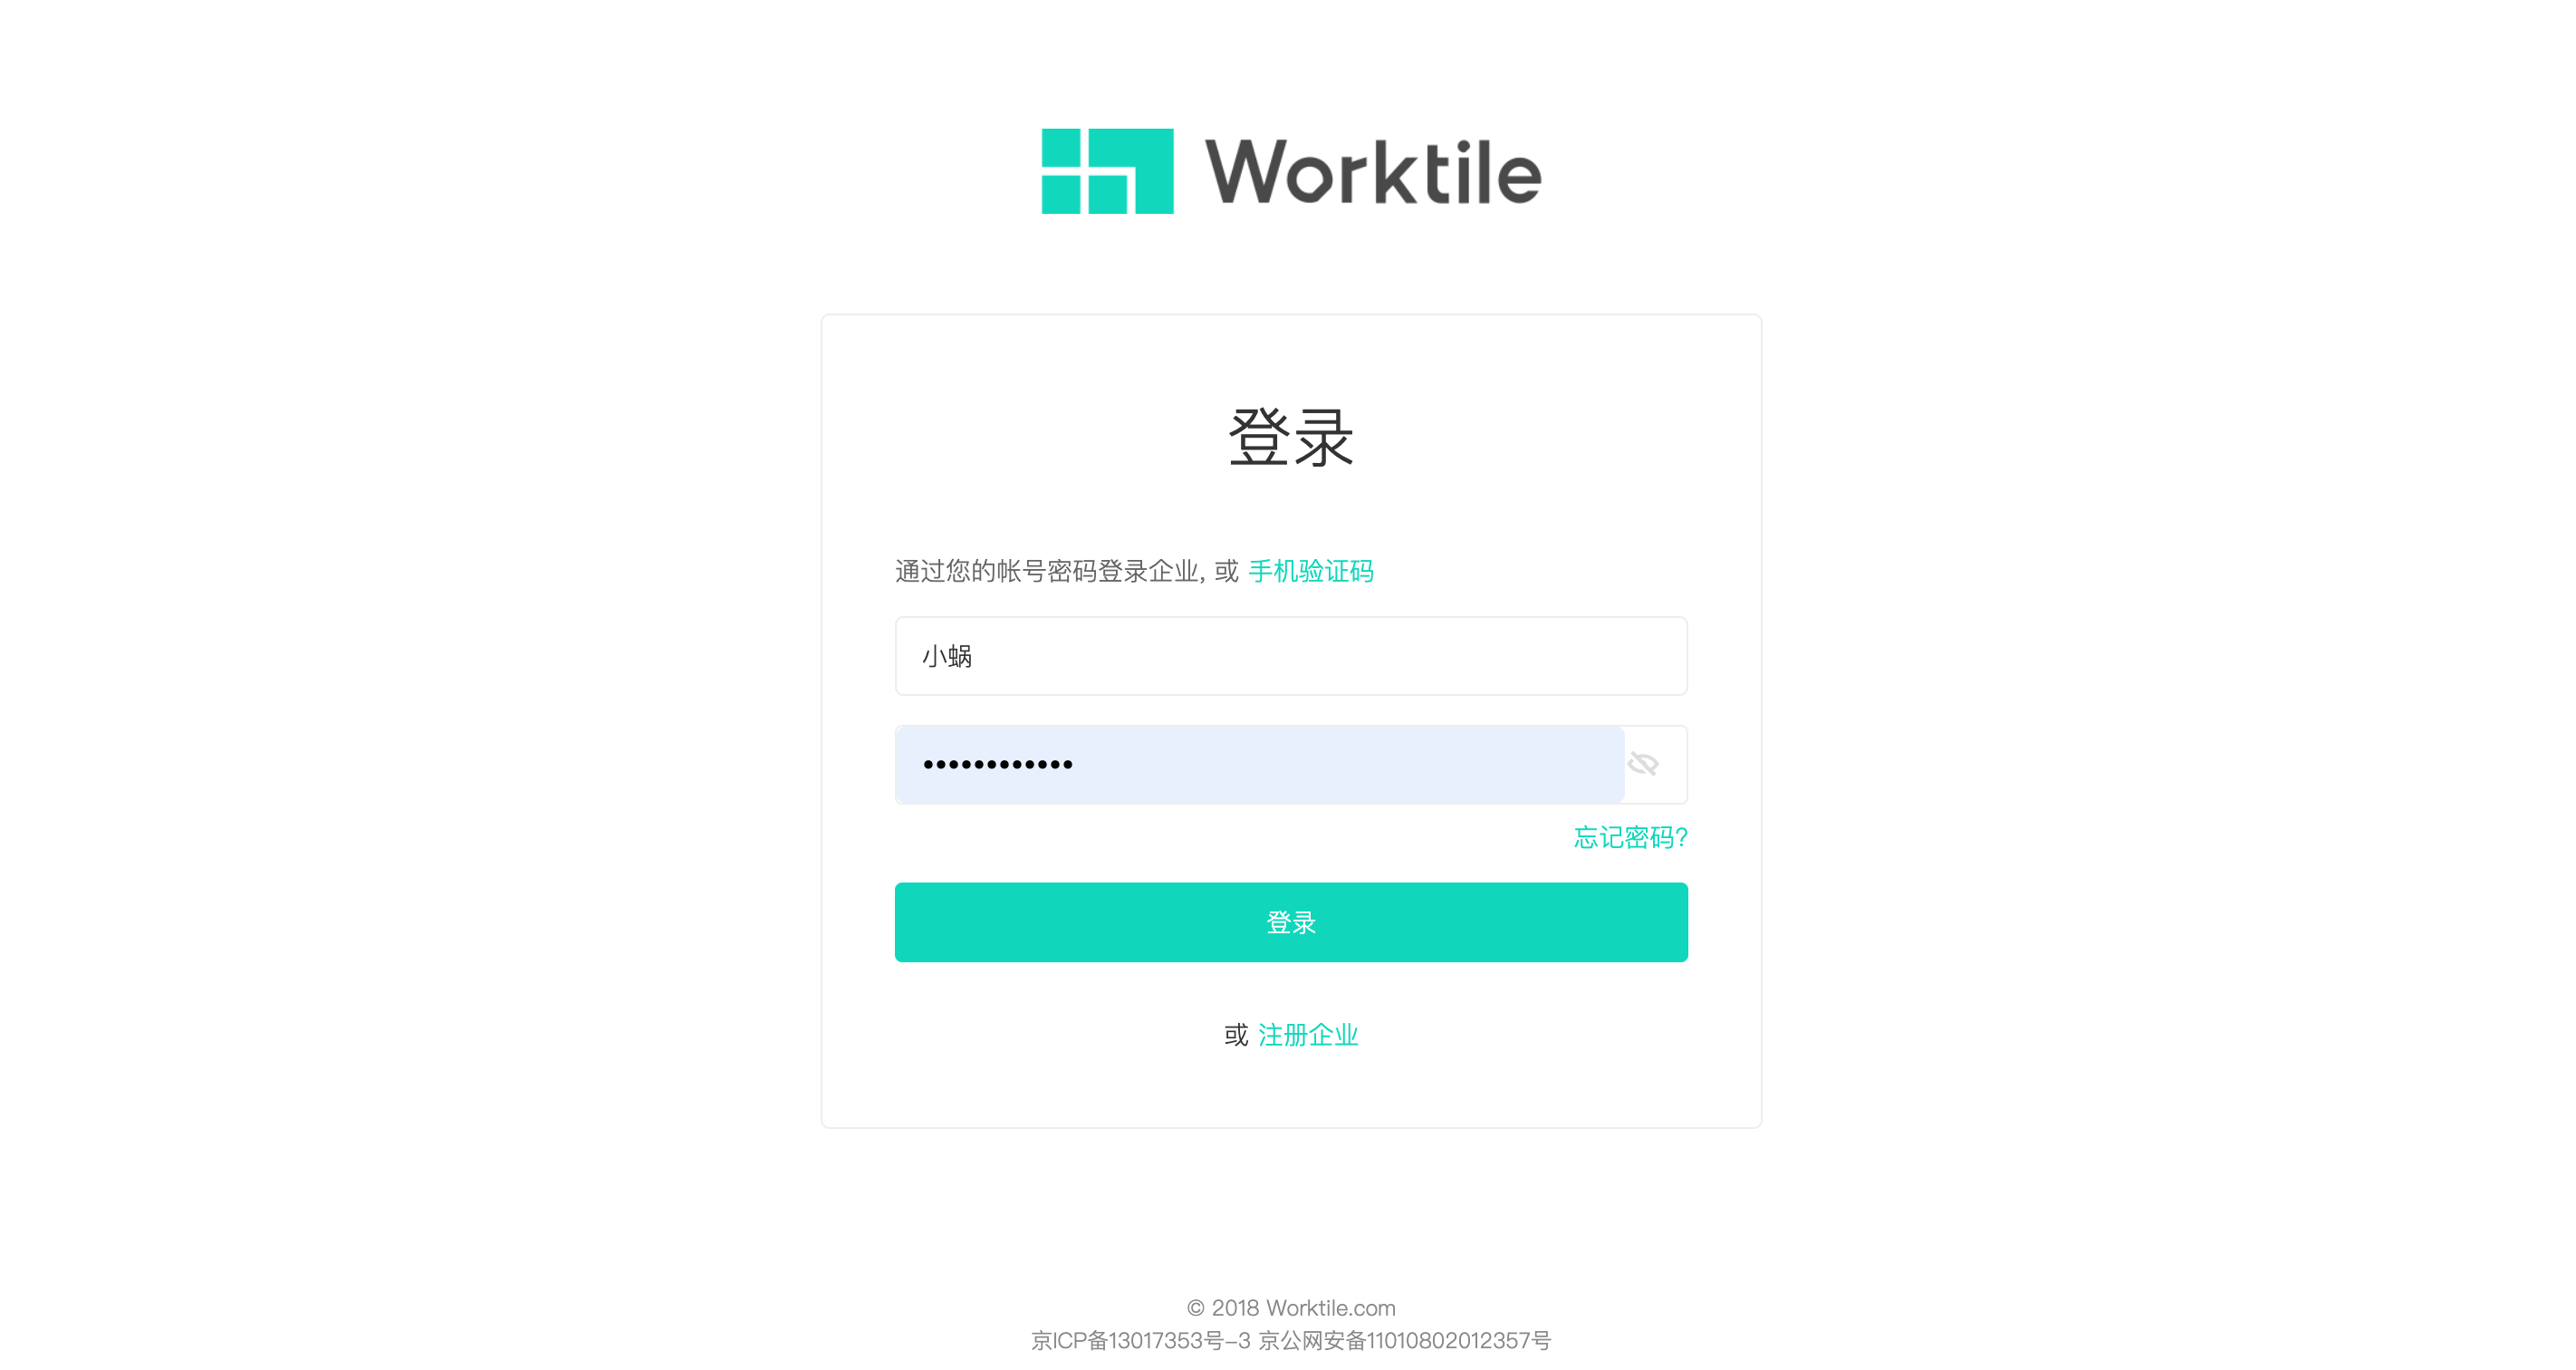 Worktile
登录
通过您的帐号密码登录企业, 或 手机验证码
小蜗
••••••••••••
忘记密码?
登录
或 注册企业
© 2018 Worktile.com
京ICP备13017353号-3 京公网安备11010802012357号